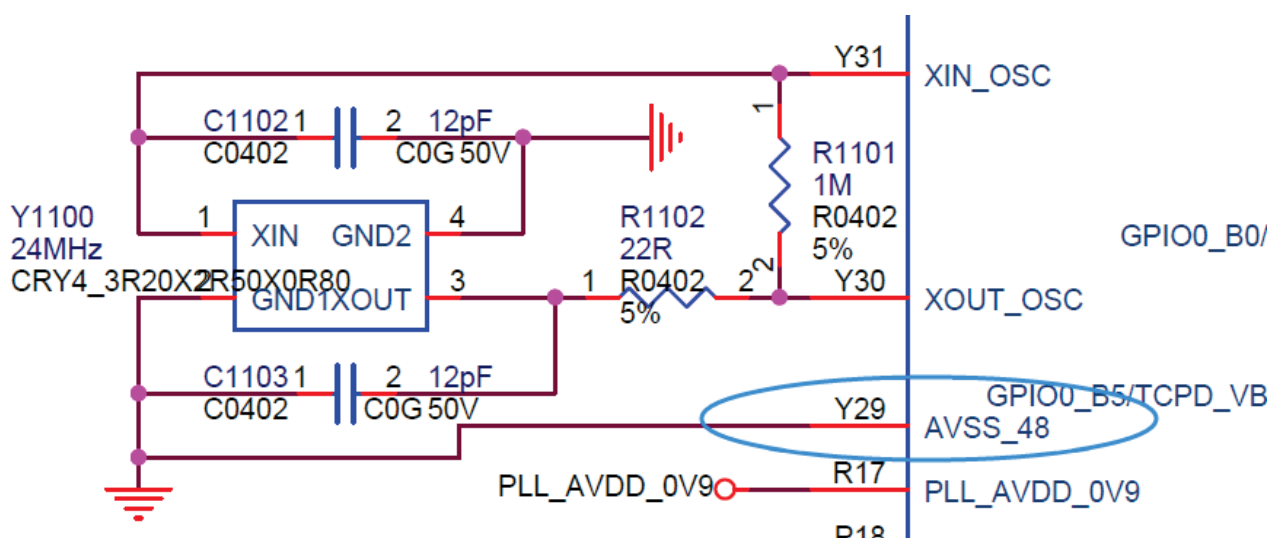 Y31
XIN_OSC
C1102 1 2 12pF
C0402 C0G 50V
1
R1101
1M
R0402
5%
Y1100
24MHz
CRY4_3R20X2R50X0R80
1 XIN GND2 4
2 GND1XOUT 3
R1102
22R
1 R0402 2
5%
2
Y30
XOUT_OSC
GPIO0_B0/
C1103 1 2 12pF
C0402 C0G 50V
GPIO0_B5/TCPD_VB
Y29
AVSS_48
PLL_AVDD_0V9
R17
PLL_AVDD_0V9